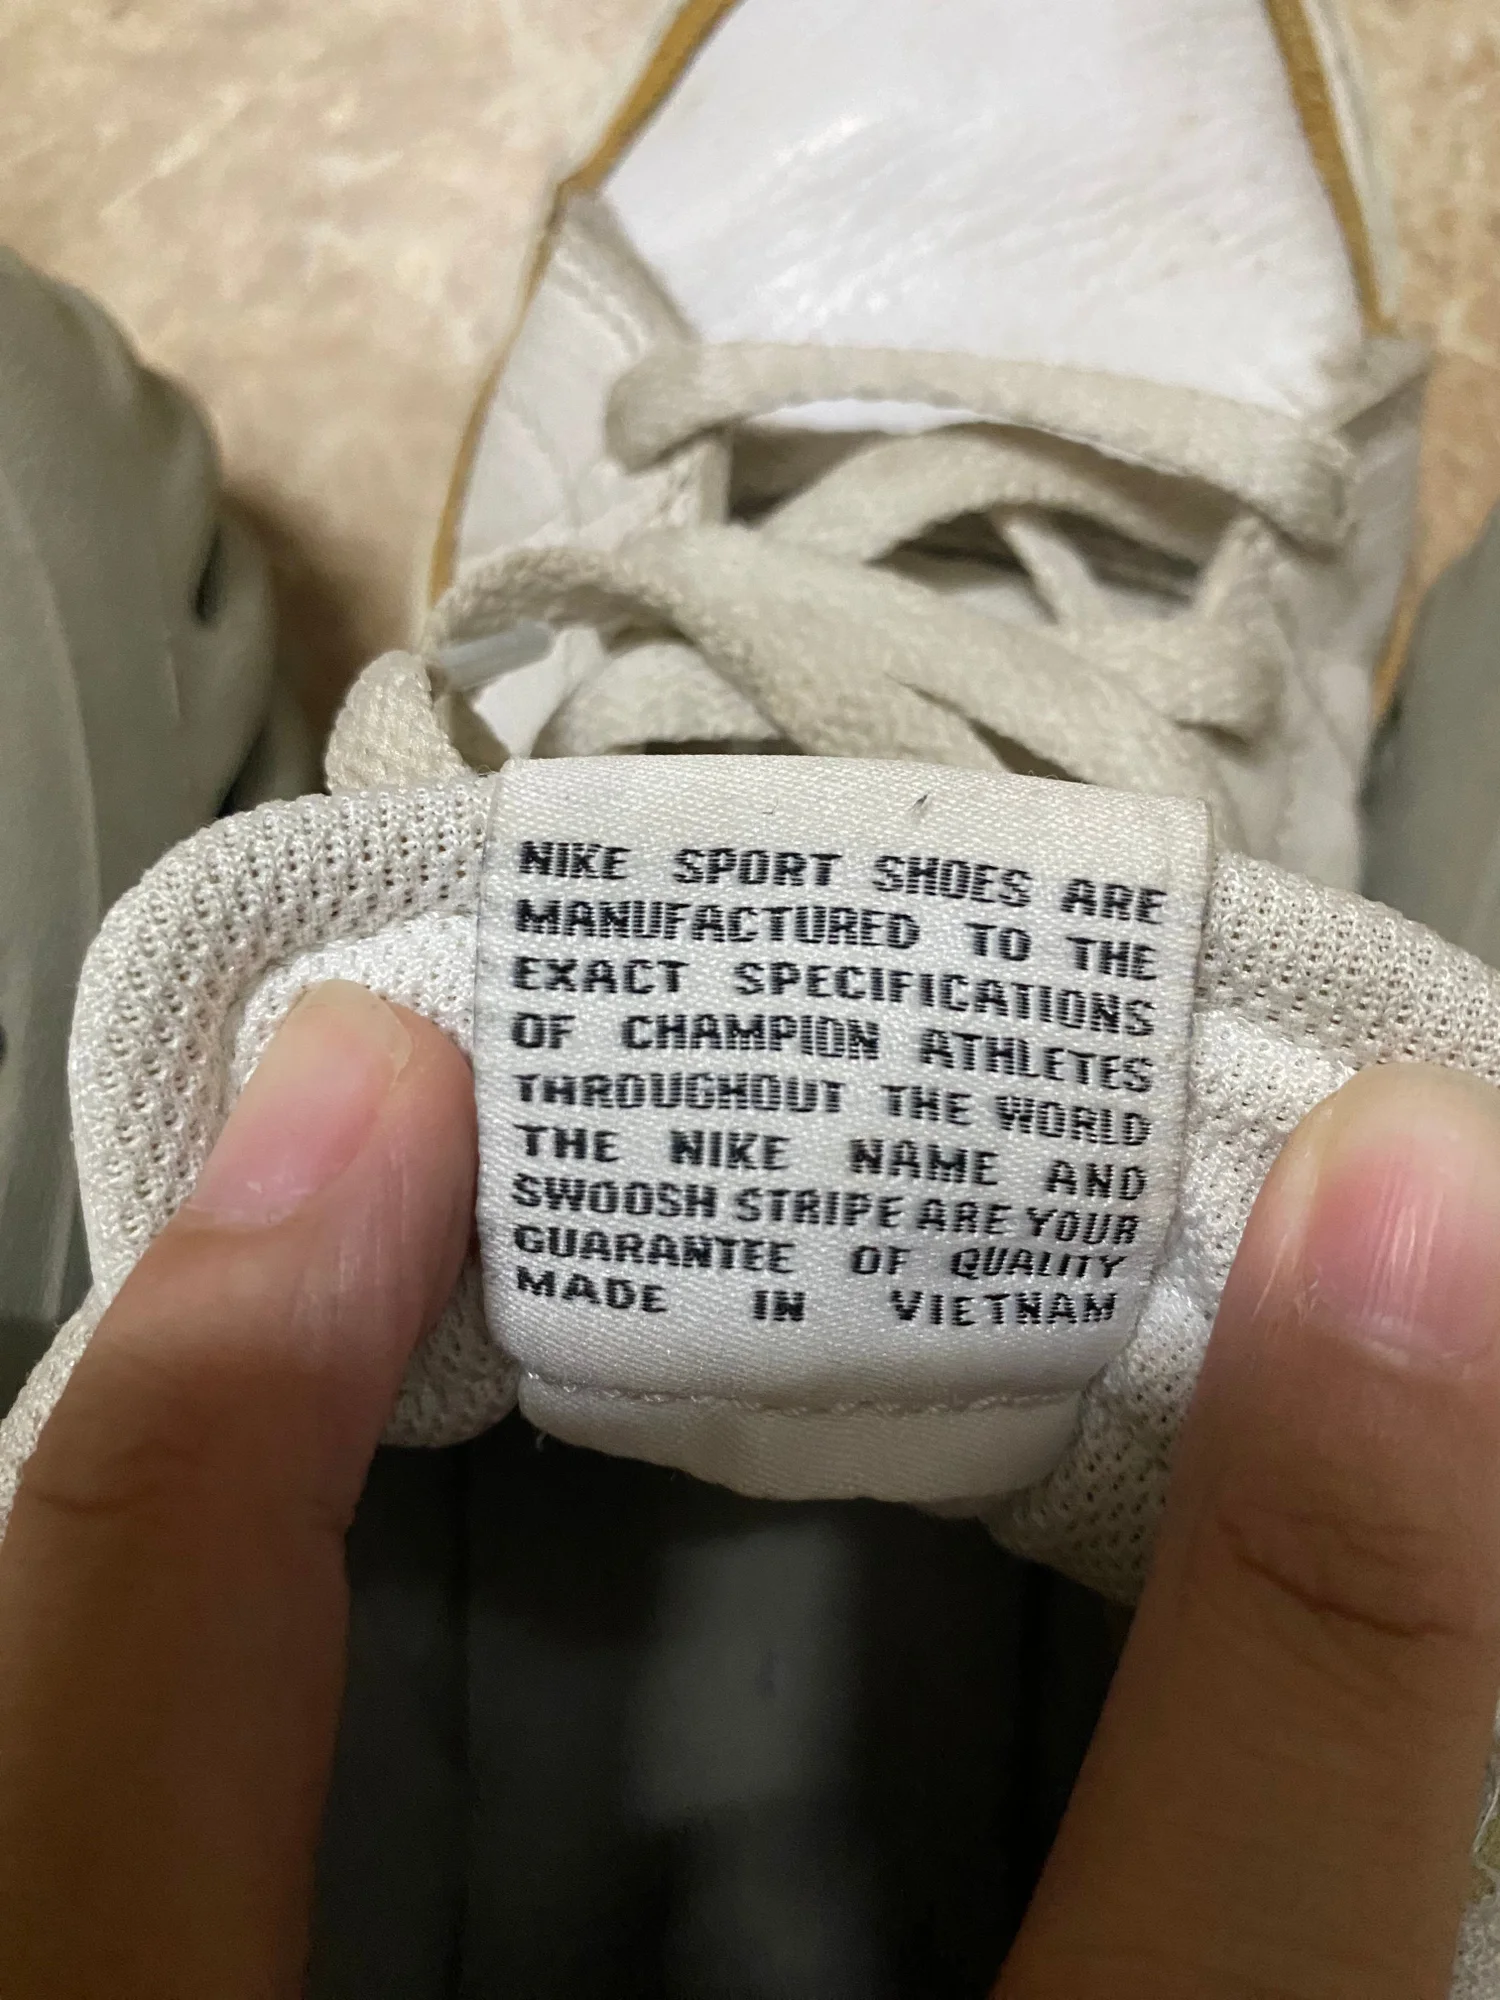 NIKE SPORT SHOES ARE
MANUFACTURED TO THE
EXACT SPECIFICATIONS
OF CHAMPION ATHLETES
THROUGHOUT THE WORLD
THE NIKE NAME AND
SWOOSH STRIPE ARE YOUR
GUARANTEE OF QUALITY
MADE IN VIETNAM